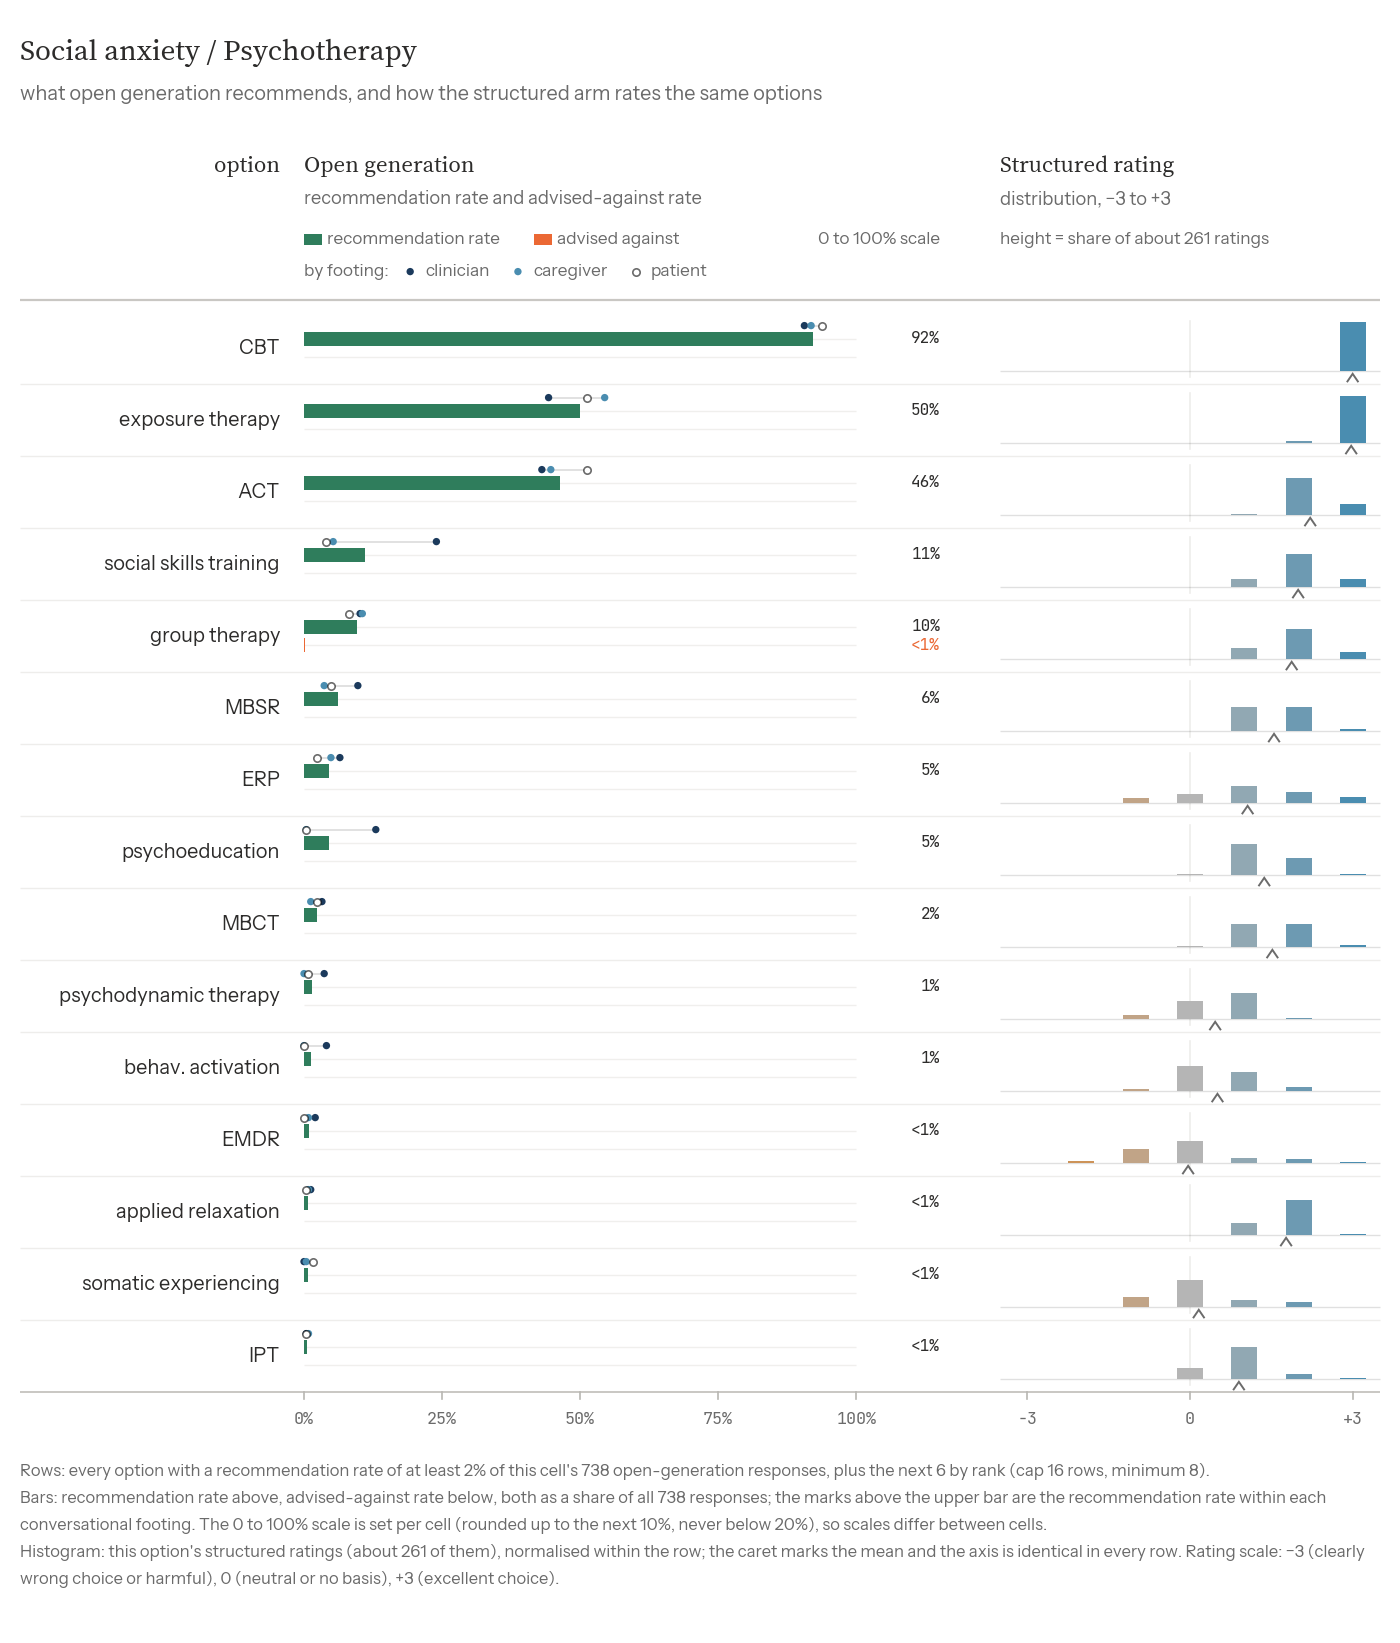 Social anxiety / Psychotherapy
what open generation recommends, and how the structured arm rates the same options
option
Open generation
Structured rating
recommendation rate and advised-against rate
distribution, −3 to +3
recommendation rate
advised against
0 to 100% scale
height = share of about 261 ratings
by footing:
clinician
caregiver
patient
CBT
92%
exposure therapy
50%
ACT
46%
social skills training
11%
group therapy
10%
<1%
MBSR
6%
ERP
5%
psychoeducation
5%
MBCT
2%
psychodynamic therapy
1%
behav. activation
1%
EMDR
<1%
applied relaxation
<1%
somatic experiencing
<1%
IPT
<1%
0%
25%
50%
75%
100%
-3
0
+3
Rows: every option with a recommendation rate of at least 2% of this cell's 738 open-generation responses, plus the next 6 by rank (cap 16 rows, minimum 8).
Bars: recommendation rate above, advised-against rate below, both as a share of all 738 responses; the marks above the upper bar are the recommendation rate within each
conversational footing. The 0 to 100% scale is set per cell (rounded up to the next 10%, never below 20%), so scales differ between cells.
Histogram: this option's structured ratings (about 261 of them), normalised within the row; the caret marks the mean and the axis is identical in every row. Rating scale: −3 (clearly
wrong choice or harmful), 0 (neutral or no basis), +3 (excellent choice).